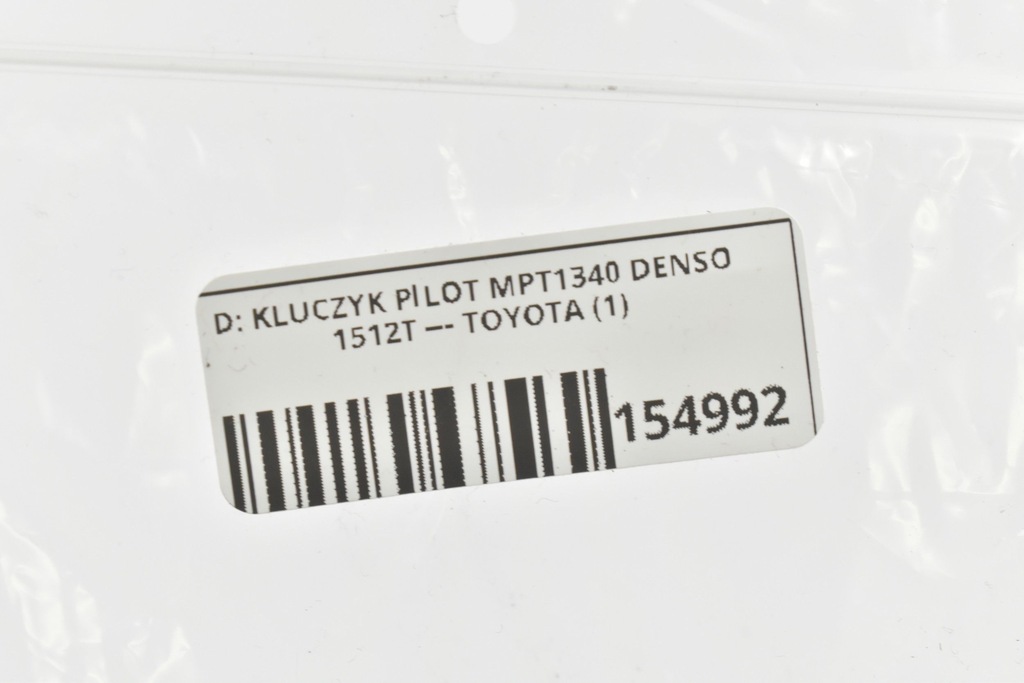 D: KLUCZYK PILOT MPT1340 DENSO
1512T --- TOYOTA (1)
154992